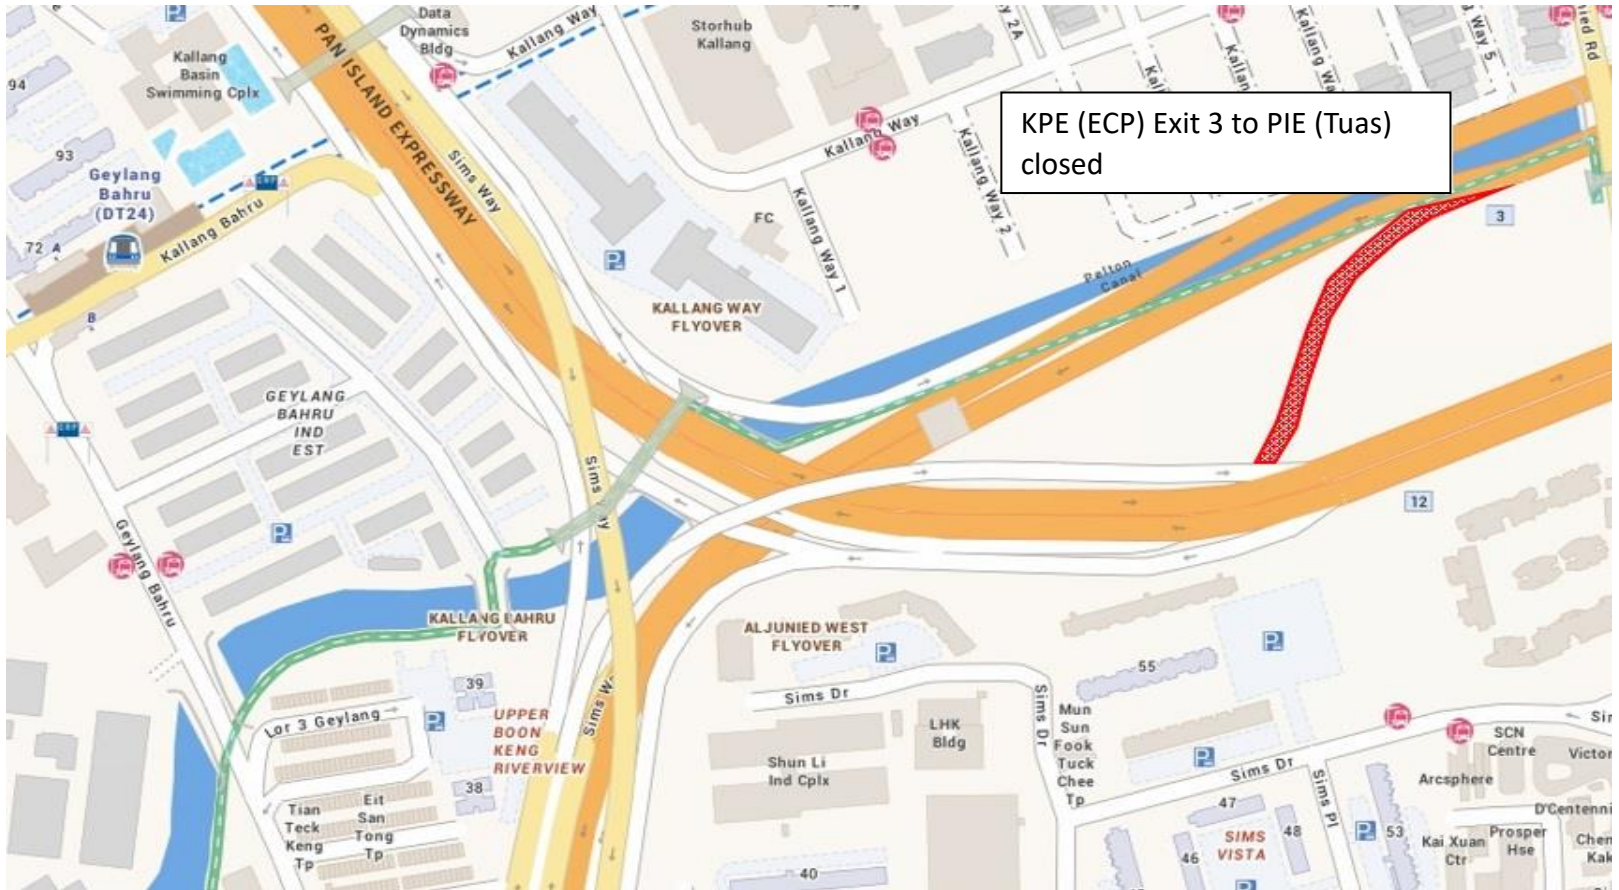 Data
Dynamics
Bldg
Kallang Way
Storhub
Kallang
Kallang
Basin
Swimming Cplx
PAN ISLAND EXPRESSWAY
Sims Way
94
93
72
A
B
Geylang
Bahru
(DT24)
Kallang Bahru
ERP
FC
Kallang Way
Kallang Way 1
Kallang Way 2
Way 5
KPE (ECP) Exit 3 to PIE (Tuas)
closed
3
Pelton
Canal
KALLANG WAY
FLYOVER
GEYLANG
BAHRU
IND
EST
ERP
Geylang Bahru
12
KALLANG BAHRU
FLYOVER
ALJUNIED WEST
FLYOVER
Sims Dr
Sims Dr
55
Mun
Sun
Fook
Tuck
Chee
Tp
39
38
Lor 3 Geylang
UPPER
BOON
KENG
RIVERVIEW
Tian
Teck
Keng
Tp
Eit
San
Tong
Tp
Shun Li
Ind Cplx
LHK
Bldg
40
Sims Dr
Sims Pl
47
48
46
SIMS
VISTA
53
SCN
Centre
Arcsphere
Kai Xuan
Ctr
Prosper
Hse